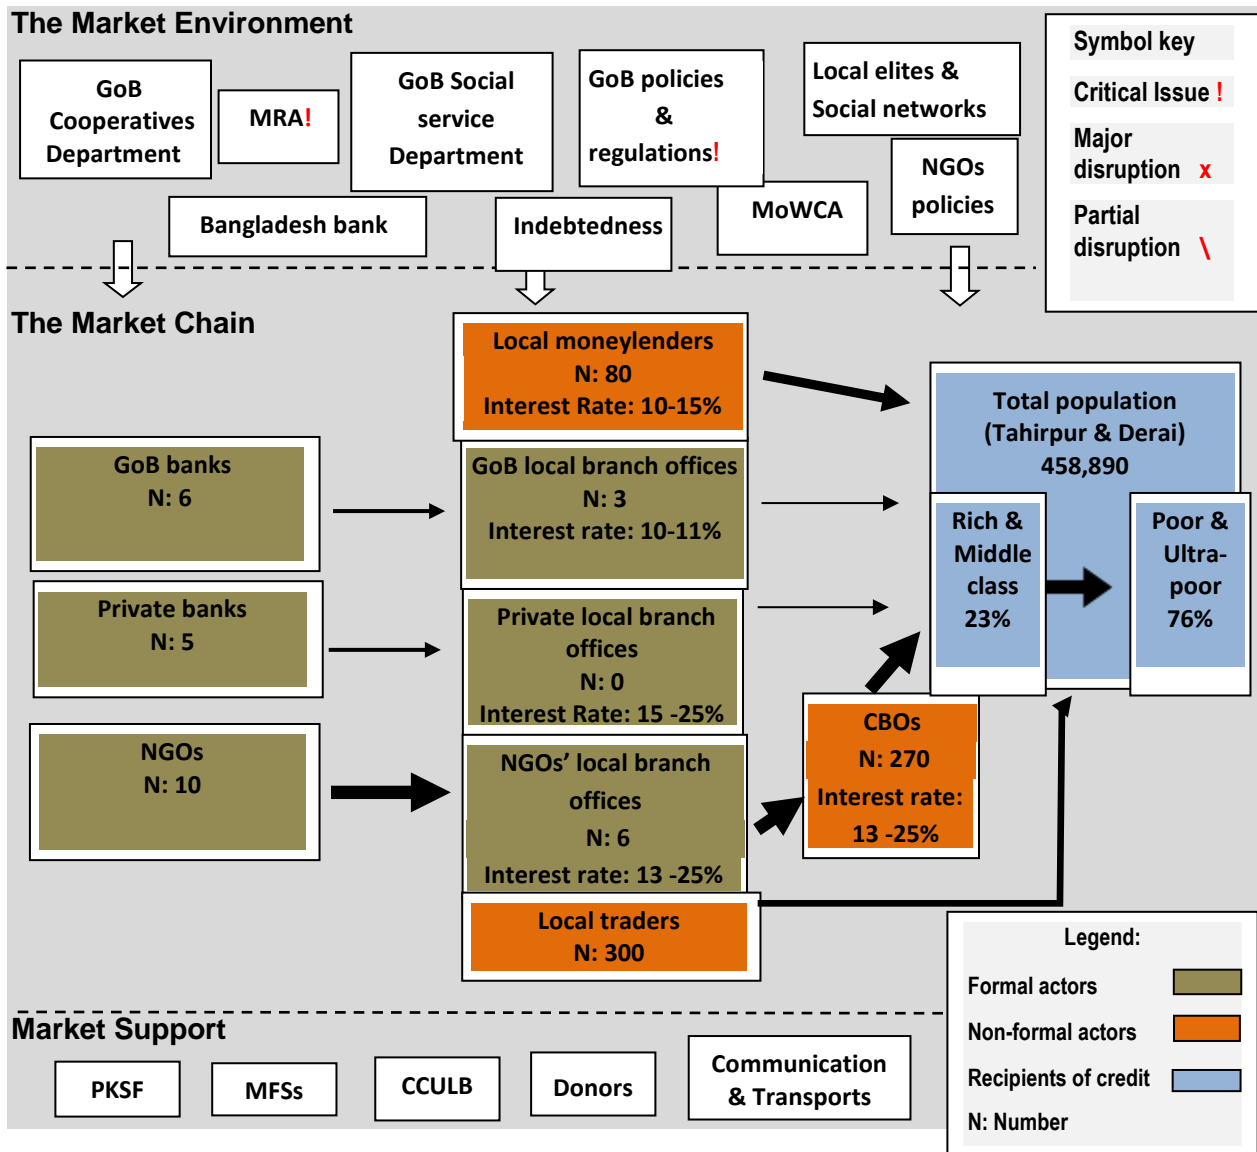 The Market Environment
GoB
Cooperatives
Department
MRA!
GoB Social
service
Department
GoB policies
&
regulations!
Local elites &
Social networks
NGOs
policies
Bangladesh bank
Indebtedness
MoWCA
Symbol key
Critical Issue !
Major
disruption x
Partial
disruption \
The Market Chain
Local moneylenders
N: 80
Interest Rate: 10-15%
GoB banks
N: 6
GoB local branch offices
N: 3
Interest rate: 10-11%
Private banks
N: 5
Private local branch
offices
N: 0
Interest Rate: 15 -25%
NGOs
N: 10
NGOs' local branch
offices
N: 6
Interest rate: 13 -25%
Local traders
N: 300
CBOs
N: 270
Interest rate:
13 -25%
Total population
(Tahirpur & Derai)
458,890
Rich &
Middle
class
23%
Poor &
Ultra-
poor
76%
Market Support
PKSF
MFSs
CCULB
Donors
Communication
& Transports
Legend:
Formal actors
Non-formal actors
Recipients of credit
N: Number